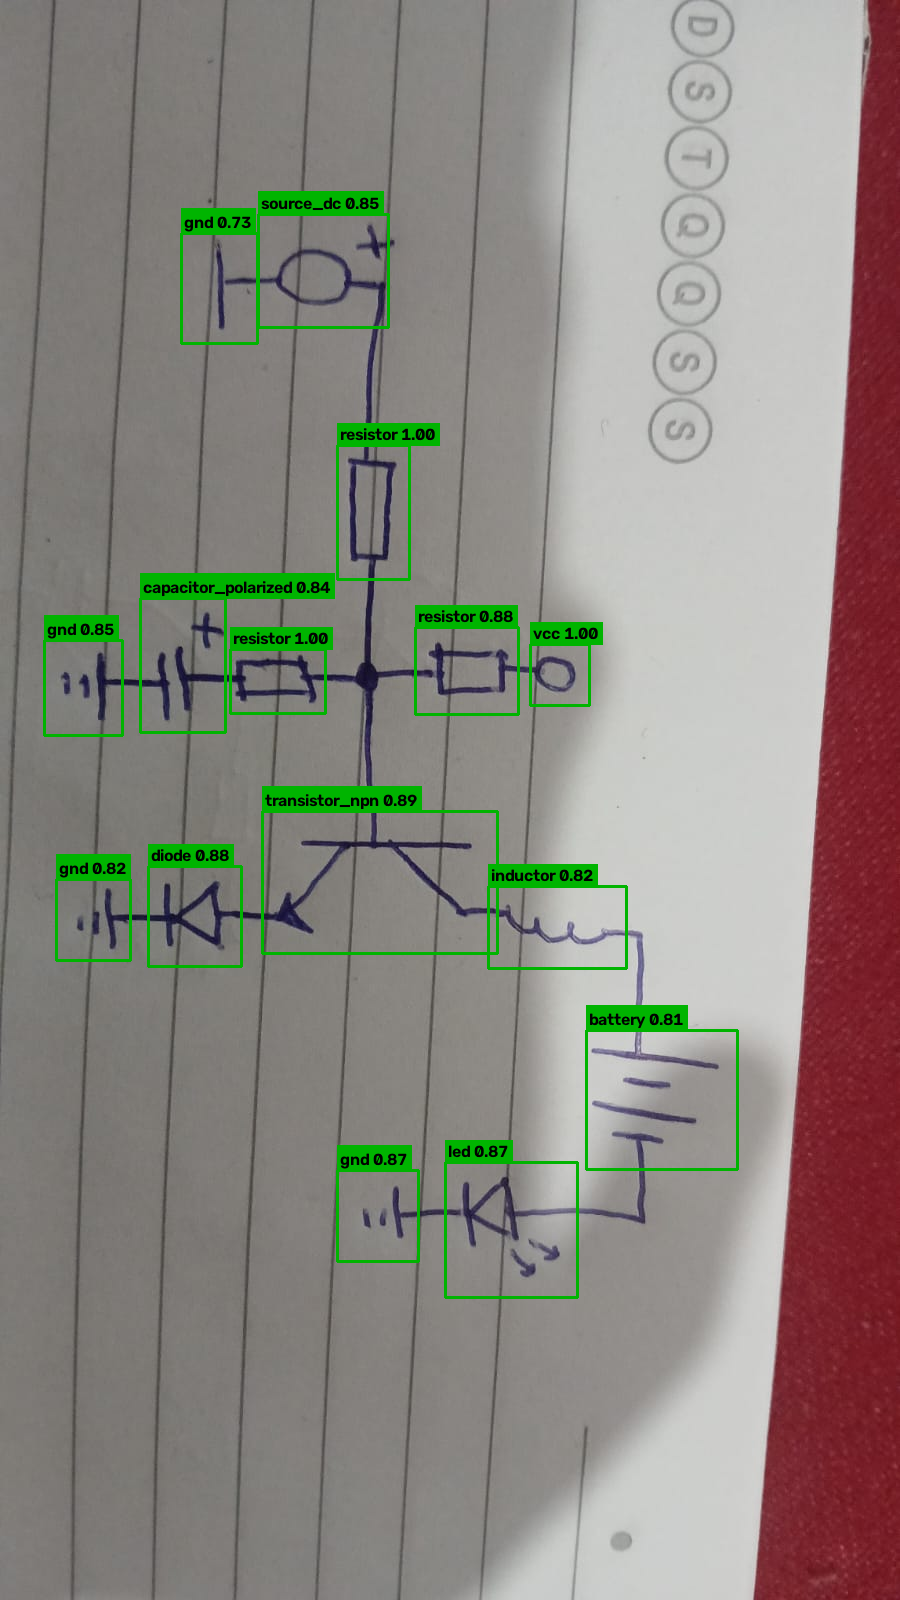 D
S
T
Q
Q
S
S
source_dc 0.85
gnd 0.73
+
resistor 1.00
capacitor_polarized 0.84
resistor 0.88
gnd 0.85
+
resistor 1.00
vcc 1.00
transistor_npn 0.89
diode 0.88
gnd 0.82
inductor 0.82
battery 0.81
led 0.87
gnd 0.87